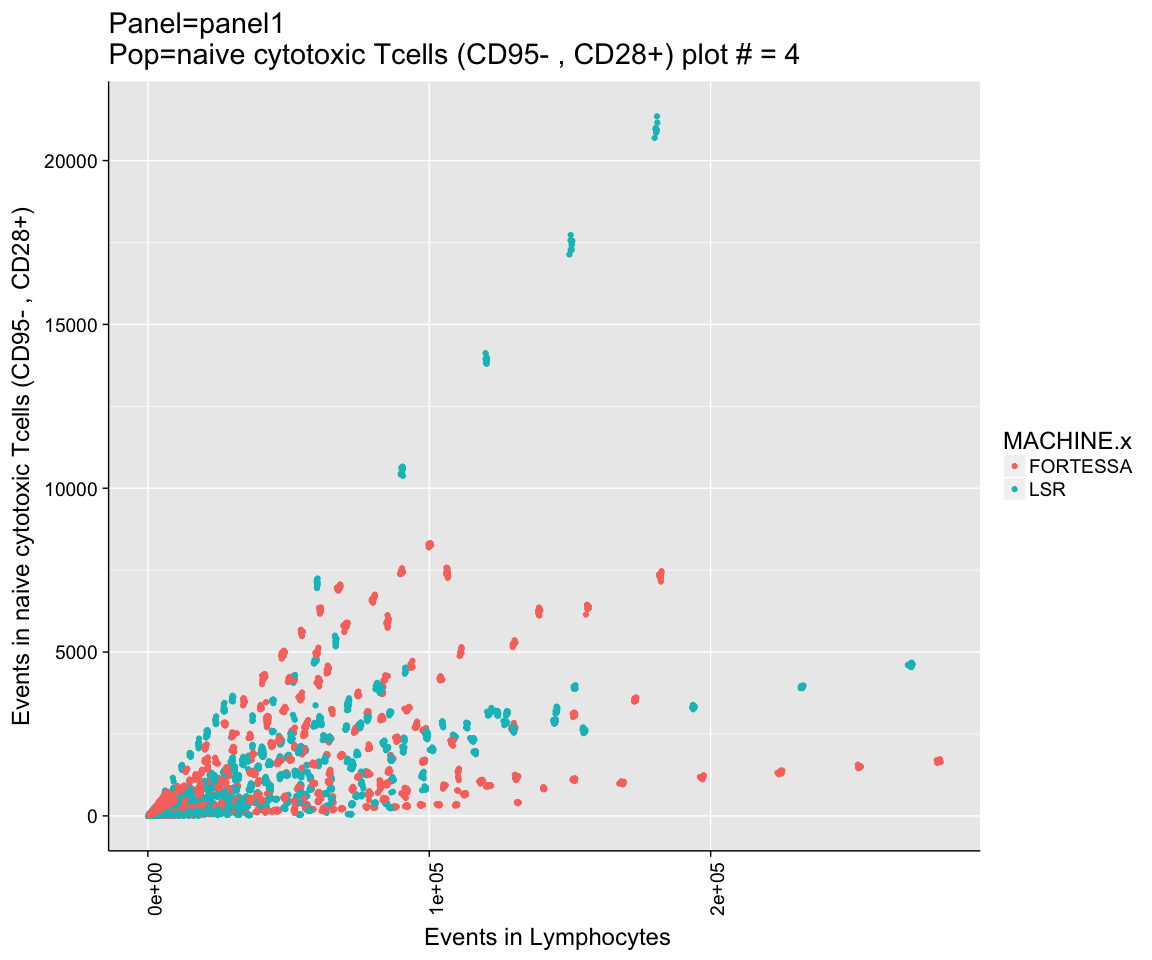 Panel=panel1
Pop=naive cytotoxic Tcells (CD95- , CD28+) plot # = 4
Events in naive cytotoxic Tcells (CD95- , CD28+)
20000
15000
10000
5000
0
0e+00
1e+05
2e+05
Events in Lymphocytes
MACHINE.x
FORTESSA
LSR